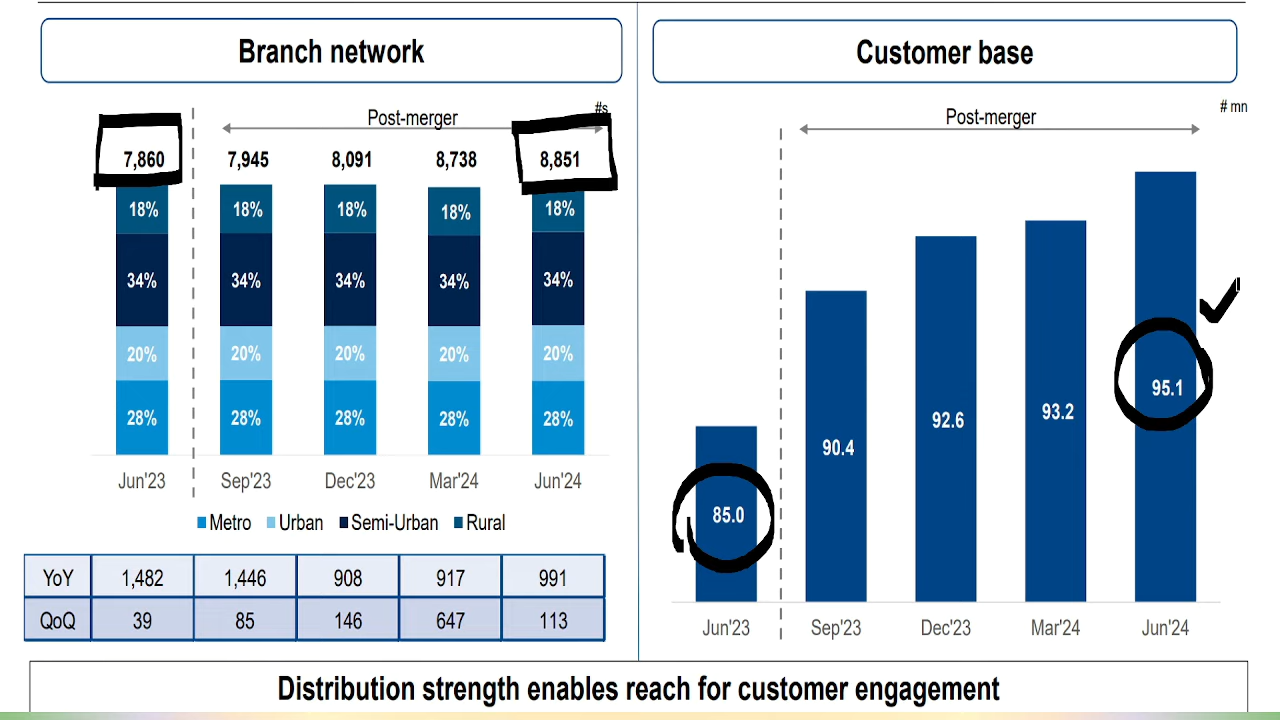 Branch network
#s
Post-merger
7,860 7,945 8,091 8,738 8,851
18% 18% 18% 18% 18%
34% 34% 34% 34% 34%
20% 20% 20% 20% 20%
28% 28% 28% 28% 28%
Jun'23 Sep'23 Dec'23 Mar'24 Jun'24
Metro Urban Semi-Urban Rural
YoY 1,482 1,446 908 917 991
QoQ 39 85 146 647 113
Customer base
# mn
Post-merger
85.0 90.4 92.6 93.2 95.1
Jun'23 Sep'23 Dec'23 Mar'24 Jun'24
Distribution strength enables reach for customer engagement